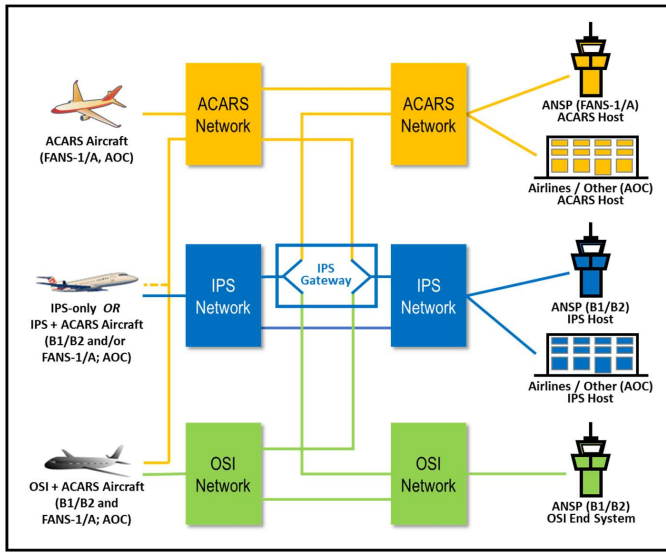 ACARS Aircraft
(FANS-1/A, AOC)
ACARS
Network
ACARS
Network
ANSP (FANS-1/A)
ACARS Host
Airlines / Other (AOC)
ACARS Host
IPS-only OR
IPS + ACARS Aircraft
(B1/B2 and/or
FANS-1/A; AOC)
IPS
Network
IPS
Gateway
IPS
Network
ANSP (B1/B2)
IPS Host
Airlines / Other (AOC)
IPS Host
OSI + ACARS Aircraft
(B1/B2 and
FANS-1/A; AOC)
OSI
Network
OSI
Network
ANSP (B1/B2)
OSI End System